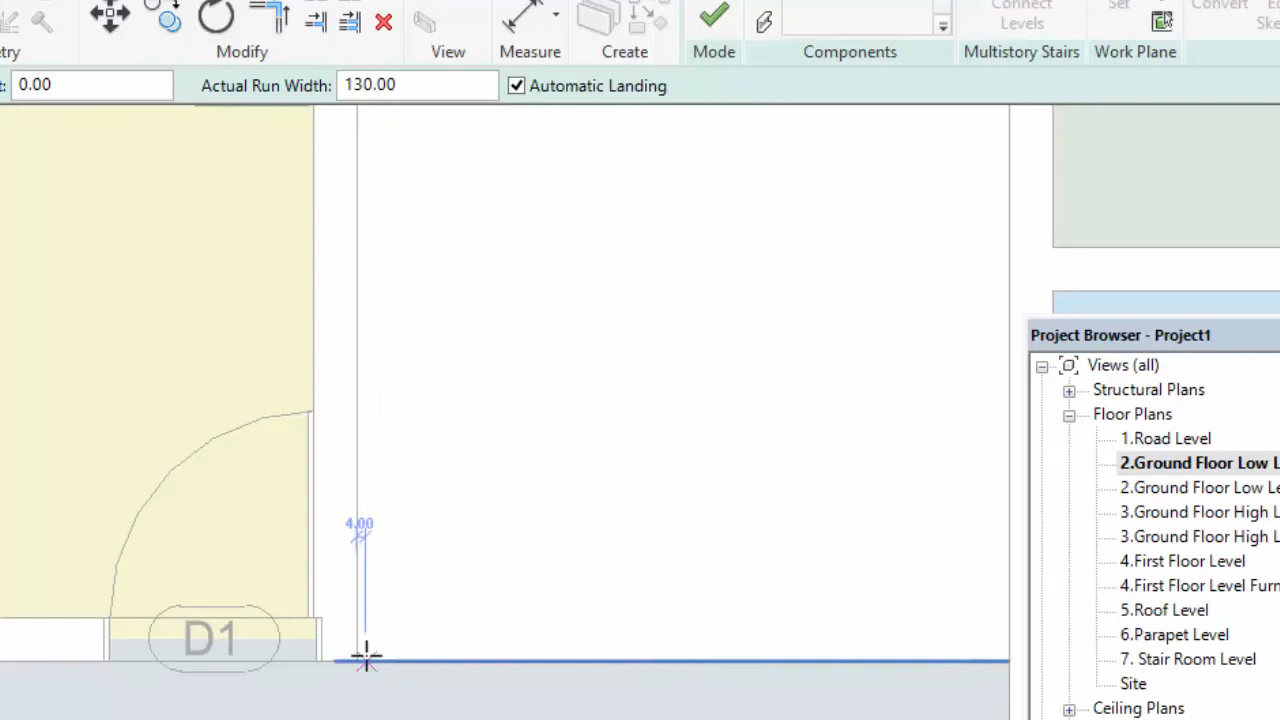 Connect Set Convert
etry Modify View Measure Create Mode Components Levels Multistory Stairs Work Plane
t: 0.00 Actual Run Width: 130.00 Automatic Landing
4.00
D1
Project Browser - Project1
Views (all)
Structural Plans
Floor Plans
1.Road Level
2.Ground Floor Low L
2.Ground Floor Low Le
3.Ground Floor High L
3.Ground Floor High L
4.First Floor Level
4.First Floor Level Furn
5.Roof Level
6.Parapet Level
7. Stair Room Level
Site
Ceiling Plans